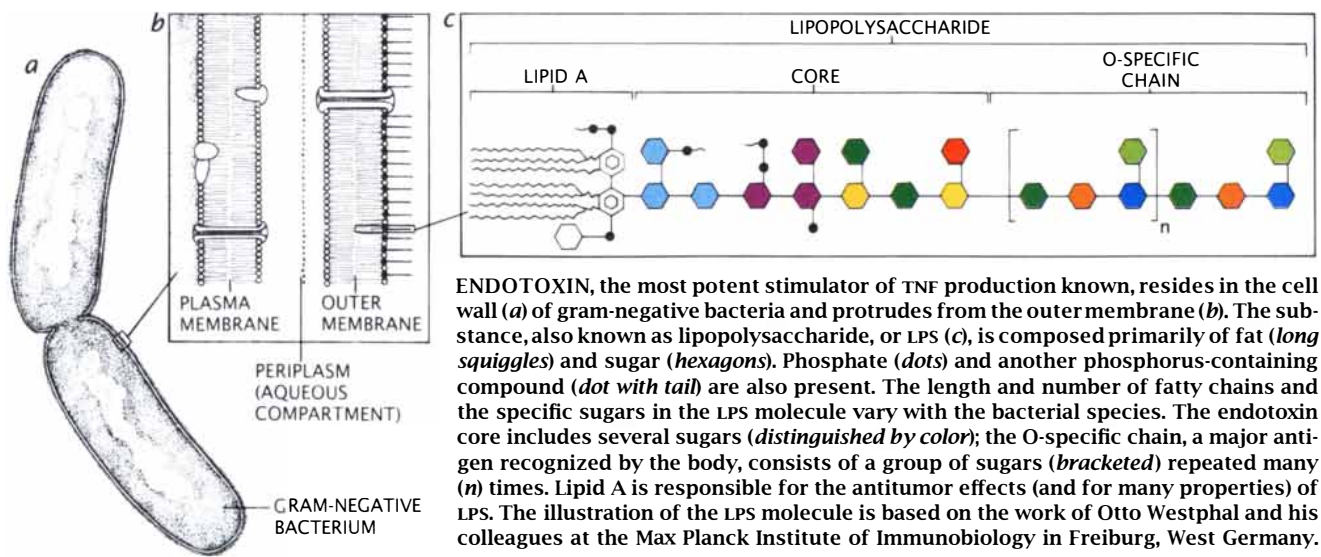 a
b
PLASMA
MEMBRANE
OUTER
MEMBRANE
PERIPLASM
(AQUEOUS
COMPARTMENT)
GRAM-NEGATIVE
BACTERIUM
c
LIPOPOLYSACCHARIDE
LIPID A
CORE
O-SPECIFIC
CHAIN
n
ENDOTOXIN, the most potent stimulator of TNF production known, resides in the cell
wall (a) of gram-negative bacteria and protrudes from the outer membrane (b). The sub-
stance, also known as lipopolysaccharide, or LPS (c), is composed primarily of fat (long
squiggles) and sugar (hexagons). Phosphate (dots) and another phosphorus-containing
compound (dot with tail) are also present. The length and number of fatty chains and
the specific sugars in the LPS molecule vary with the bacterial species. The endotoxin
core includes several sugars (distinguished by color); the O-specific chain, a major anti-
gen recognized by the body, consists of a group of sugars (bracketed) repeated many
(n) times. Lipid A is responsible for the antitumor effects (and for many properties) of
LPS. The illustration of the LPS molecule is based on the work of Otto Westphal and his
colleagues at the Max Planck Institute of Immunobiology in Freiburg, West Germany.